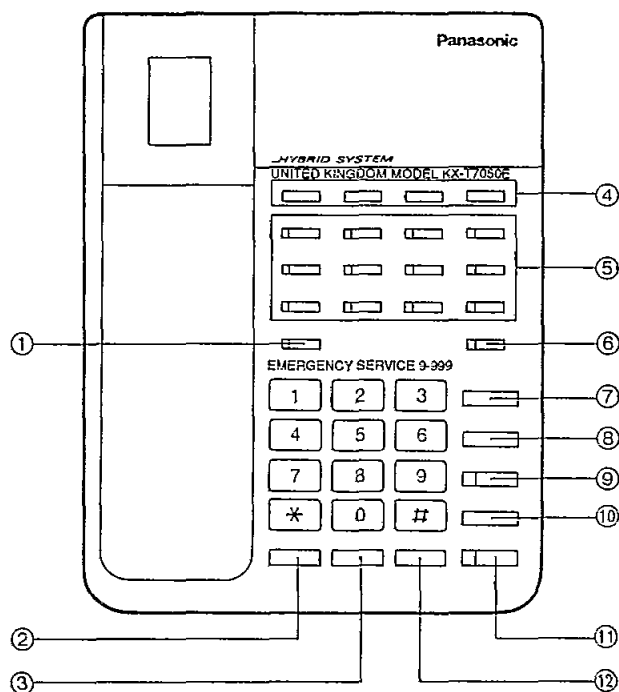 Panasonic
HYBRID SYSTEM
UNITED KINGDOM MODEL KX-T7050E
④
⑤
① ⑥
EMERGENCY SERVICE 9-999
1 2 3 ⑦
4 5 6 ⑧
7 8 9 ⑨
* 0 # ⑩
② ⑪
③ ⑫